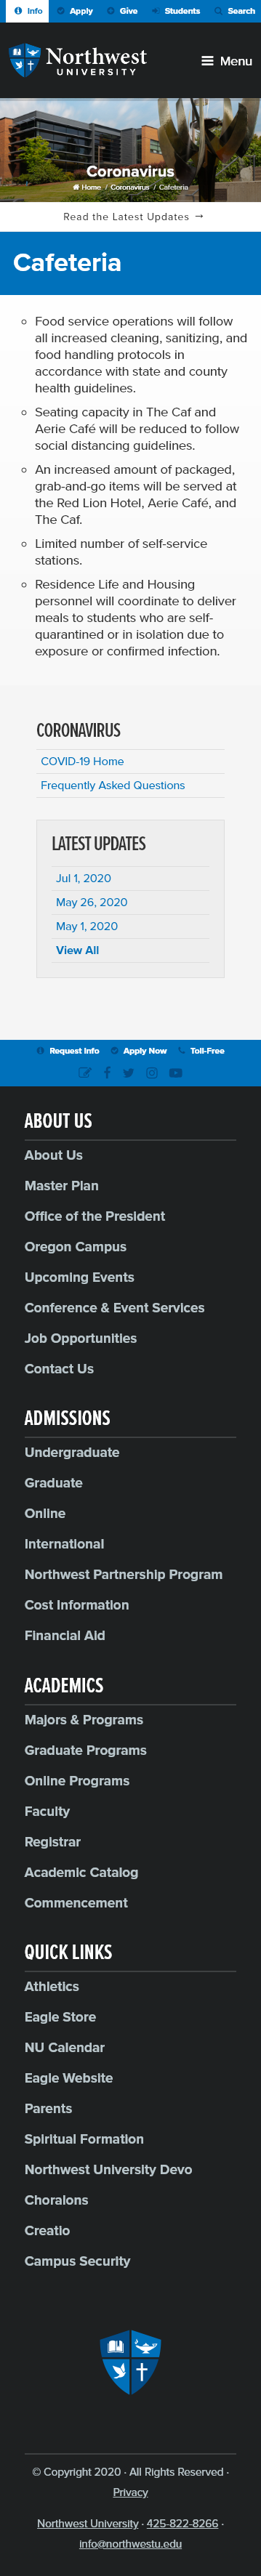 Info Apply Give Students Search
Northwest
UNIVERSITY
Menu
Coronavirus
Home / Coronavirus / Cafeteria
Read the Latest Updates →
Cafeteria
Food service operations will follow
all increased cleaning, sanitizing, and
food handling protocols in
accordance with state and county
health guidelines.
Seating capacity in The Caf and
Aerie Café will be reduced to follow
social distancing guidelines.
An increased amount of packaged,
grab-and-go items will be served at
the Red Lion Hotel, Aerie Café, and
The Caf.
Limited number of self-service
stations.
Residence Life and Housing
personnel will coordinate to deliver
meals to students who are self-
quarantined or in isolation due to
exposure or confirmed infection.
CORONAVIRUS
COVID-19 Home
Frequently Asked Questions
LATEST UPDATES
Jul 1, 2020
May 26, 2020
May 1, 2020
View All
Request Info Apply Now Toll-Free
ABOUT US
About Us
Master Plan
Office of the President
Oregon Campus
Upcoming Events
Conference & Event Services
Job Opportunities
Contact Us
ADMISSIONS
Undergraduate
Graduate
Online
International
Northwest Partnership Program
Cost Information
Financial Aid
ACADEMICS
Majors & Programs
Graduate Programs
Online Programs
Faculty
Registrar
Academic Catalog
Commencement
QUICK LINKS
Athletics
Eagle Store
NU Calendar
Eagle Website
Parents
Spiritual Formation
Northwest University Devo
Choralons
Creatio
Campus Security
© Copyright 2020 · All Rights Reserved ·
Privacy
Northwest University · 425-822-8266 ·
info@northwestu.edu